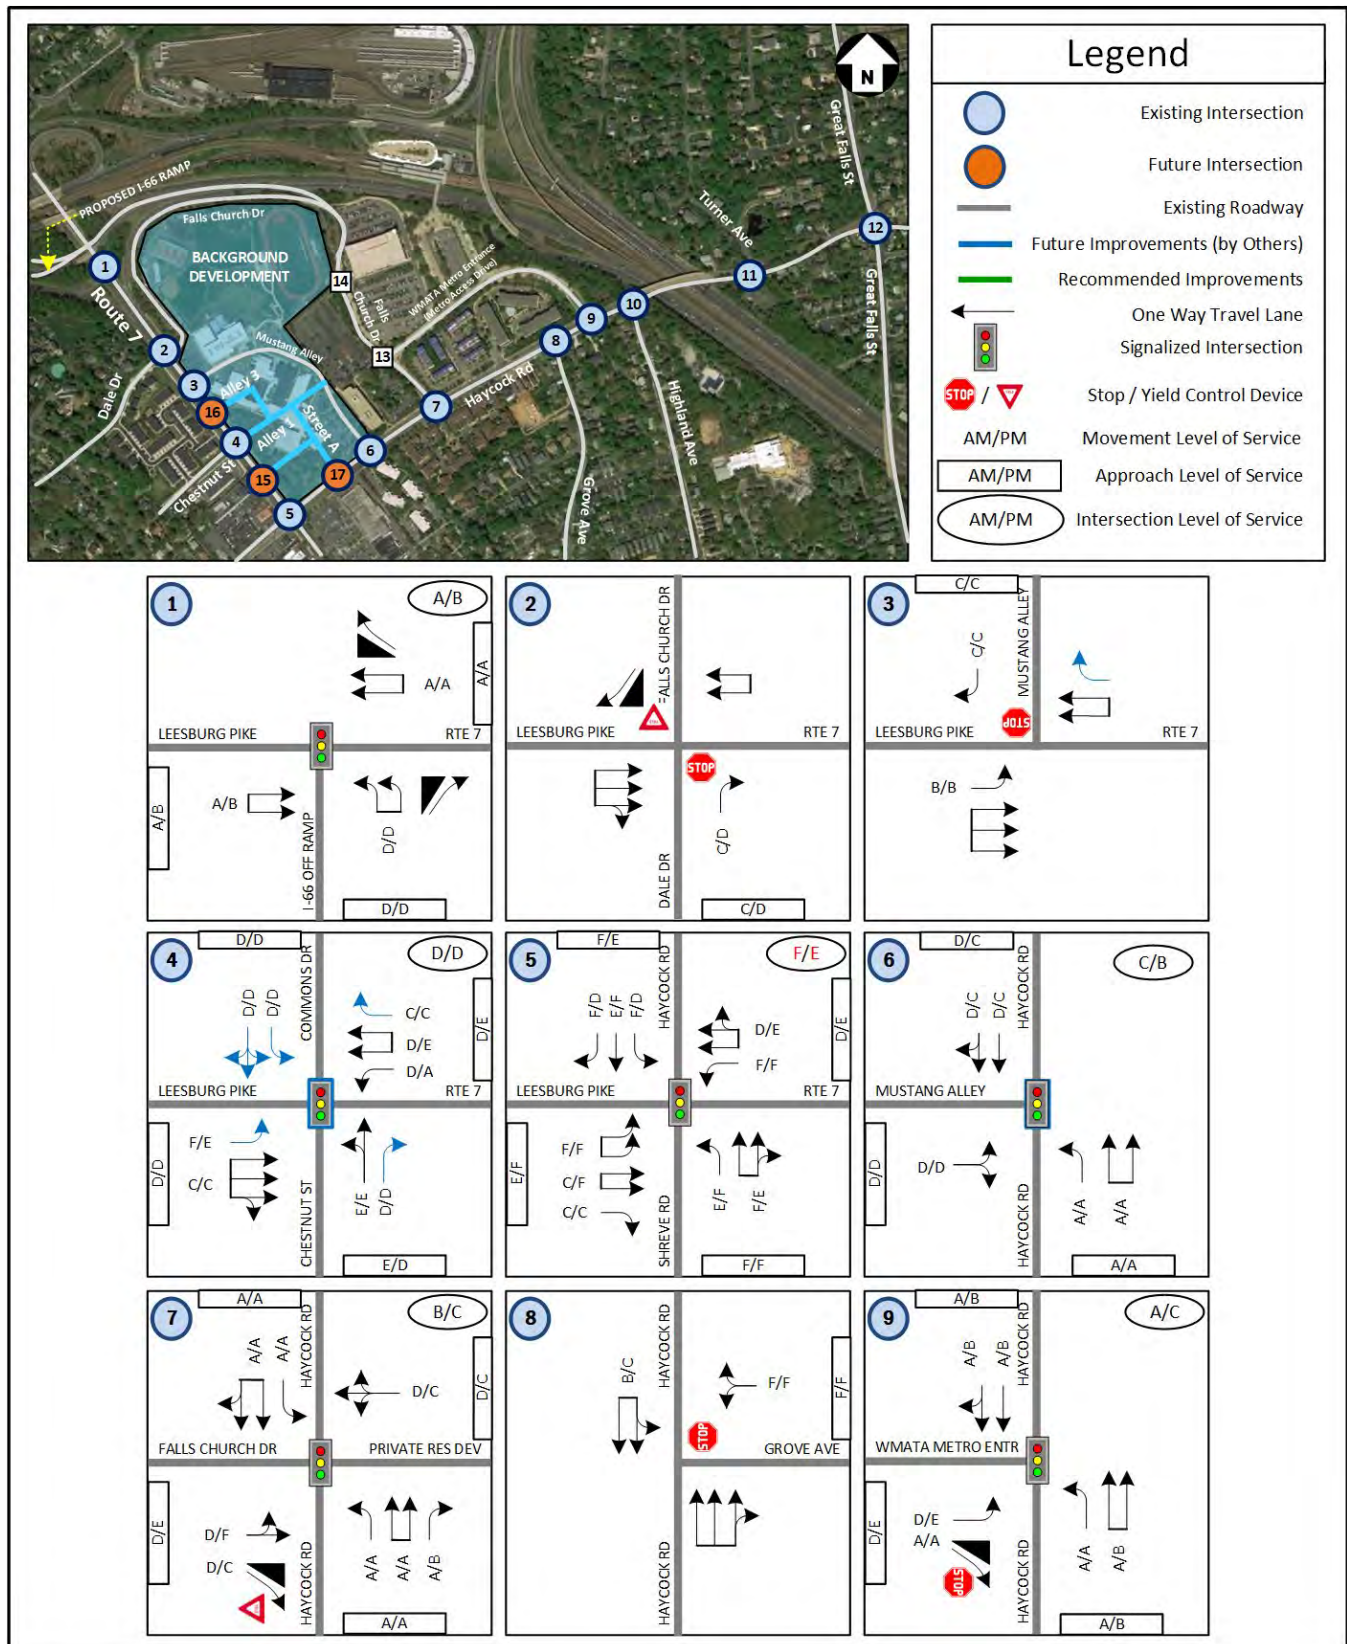 N
PROPOSED I-66 RAMP
Falls Church Dr
BACKGROUND
DEVELOPMENT
Route 7
Dale Dr
Mustang Alley
Alley 3
Alley 1
Street A
Chestnut St
Falls
Church Dr
WMATA Metro Entrance
(Metro Access Drive)
Haycock Rd
Grove Ave
Highland Ave
Turner Ave
Great Falls St
Great Falls St
1
2
3
16
4
15
5
17
6
7
13
14
8
9
10
11
12
Legend
Existing Intersection
Future Intersection
Existing Roadway
Future Improvements (by Others)
Recommended Improvements
One Way Travel Lane
Signalized Intersection
STOP / Stop / Yield Control Device
AM/PM Movement Level of Service
AM/PM Approach Level of Service
AM/PM Intersection Level of Service
1
A/B
A/A
A/A
LEESBURG PIKE
RTE 7
A/B
A/B
I-66 OFF RAMP
D/D
D/D
2
FALLS CHURCH DR
LEESBURG PIKE
RTE 7
STOP
DALE DR
C/D
C/D
3
C/C
C/C
MUSTANG ALLEY
STOP
LEESBURG PIKE
RTE 7
B/B
4
D/D
D/D
D/D
COMMONS DR
D/D
C/C
D/E
D/A
D/E
LEESBURG PIKE
RTE 7
D/D
F/E
C/C
CHESTNUT ST
E/E
D/D
E/D
5
F/E
F/D
E/F
F/D
HAYCOCK RD
F/E
D/E
F/F
D/E
LEESBURG PIKE
RTE 7
E/F
F/F
C/F
C/C
SHREVE RD
E/F
F/E
F/F
6
D/C
D/C
D/C
HAYCOCK RD
C/B
MUSTANG ALLEY
D/D
D/D
HAYCOCK RD
A/A
A/A
A/A
7
A/A
A/A
A/A
HAYCOCK RD
B/C
D/C
D/C
FALLS CHURCH DR
PRIVATE RES DEV
D/E
D/F
D/C
HAYCOCK RD
A/A
A/A
A/B
A/A
8
B/C
HAYCOCK RD
F/F
F/F
STOP
GROVE AVE
HAYCOCK RD
9
A/B
A/B
A/B
HAYCOCK RD
A/C
WMATA METRO ENTR
D/E
D/E
A/A
STOP
HAYCOCK RD
A/A
A/B
A/B